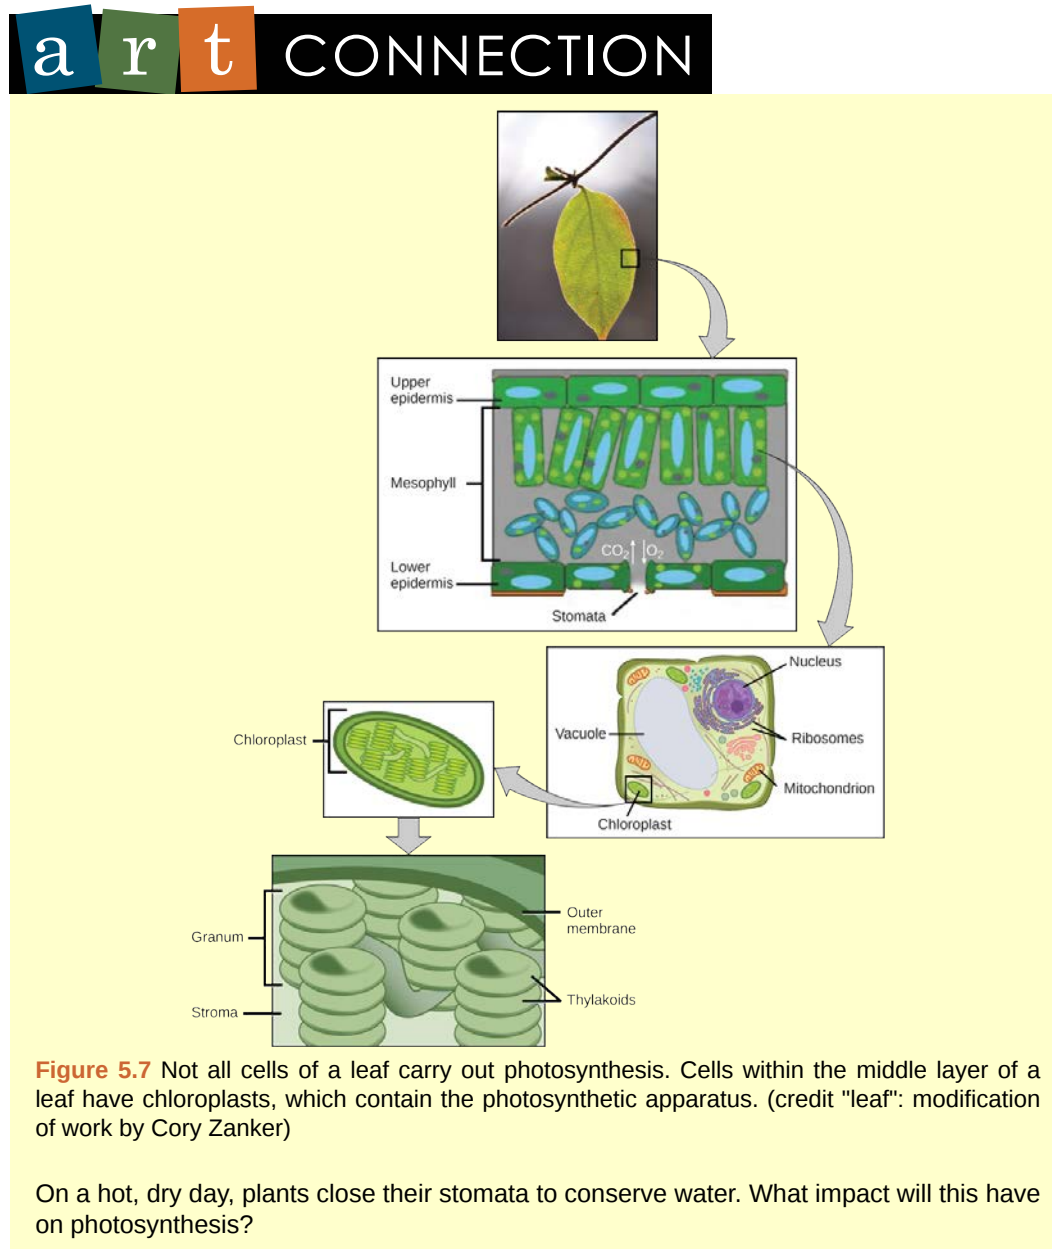 art CONNECTION
Upper
epidermis
Mesophyll
CO₂ O₂
Lower
epidermis
Stomata
Nucleus
Vacuole
Ribosomes
Mitochondrion
Chloroplast
Chloroplast
Granum
Outer
membrane
Thylakoids
Stroma
Figure 5.7 Not all cells of a leaf carry out photosynthesis. Cells within the middle layer of a
leaf have chloroplasts, which contain the photosynthetic apparatus. (credit "leaf": modification
of work by Cory Zanker)
On a hot, dry day, plants close their stomata to conserve water. What impact will this have
on photosynthesis?